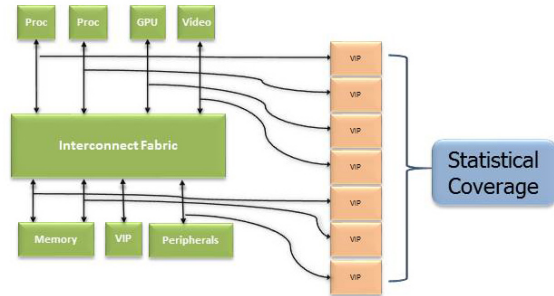 Proc
Proc
GPU
Video
VIP
VIP
VIP
Interconnect Fabric
VIP
Statistical
Coverage
VIP
Memory
VIP
Peripherals
VIP
VIP